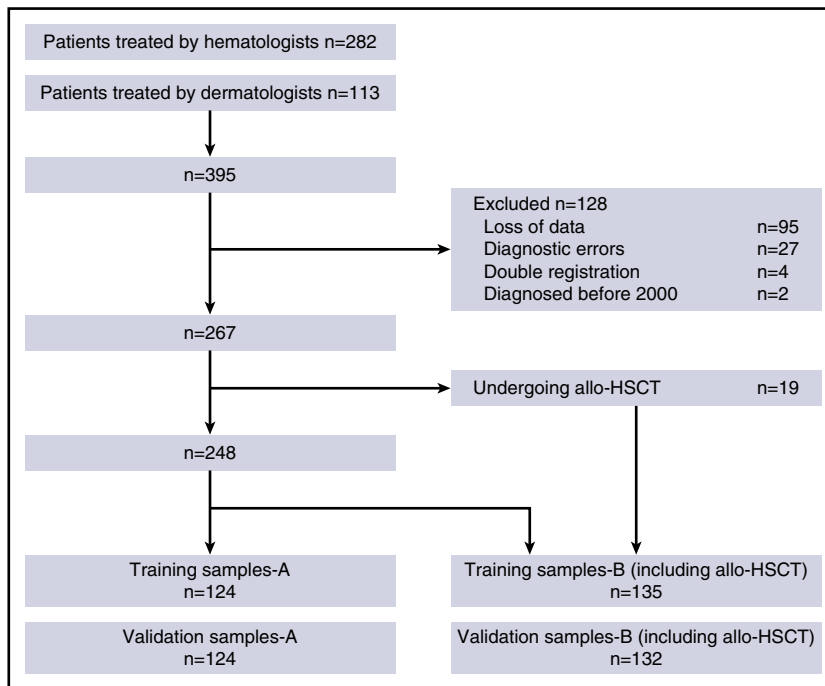 Patients treated by hematologists n=282
Patients treated by dermatologists n=113
n=395
Excluded n=128
Loss of data n=95
Diagnostic errors n=27
Double registration n=4
Diagnosed before 2000 n=2
n=267
Undergoing allo-HSCT n=19
n=248
Training samples-A
n=124
Training samples-B (including allo-HSCT)
n=135
Validation samples-A
n=124
Validation samples-B (including allo-HSCT)
n=132